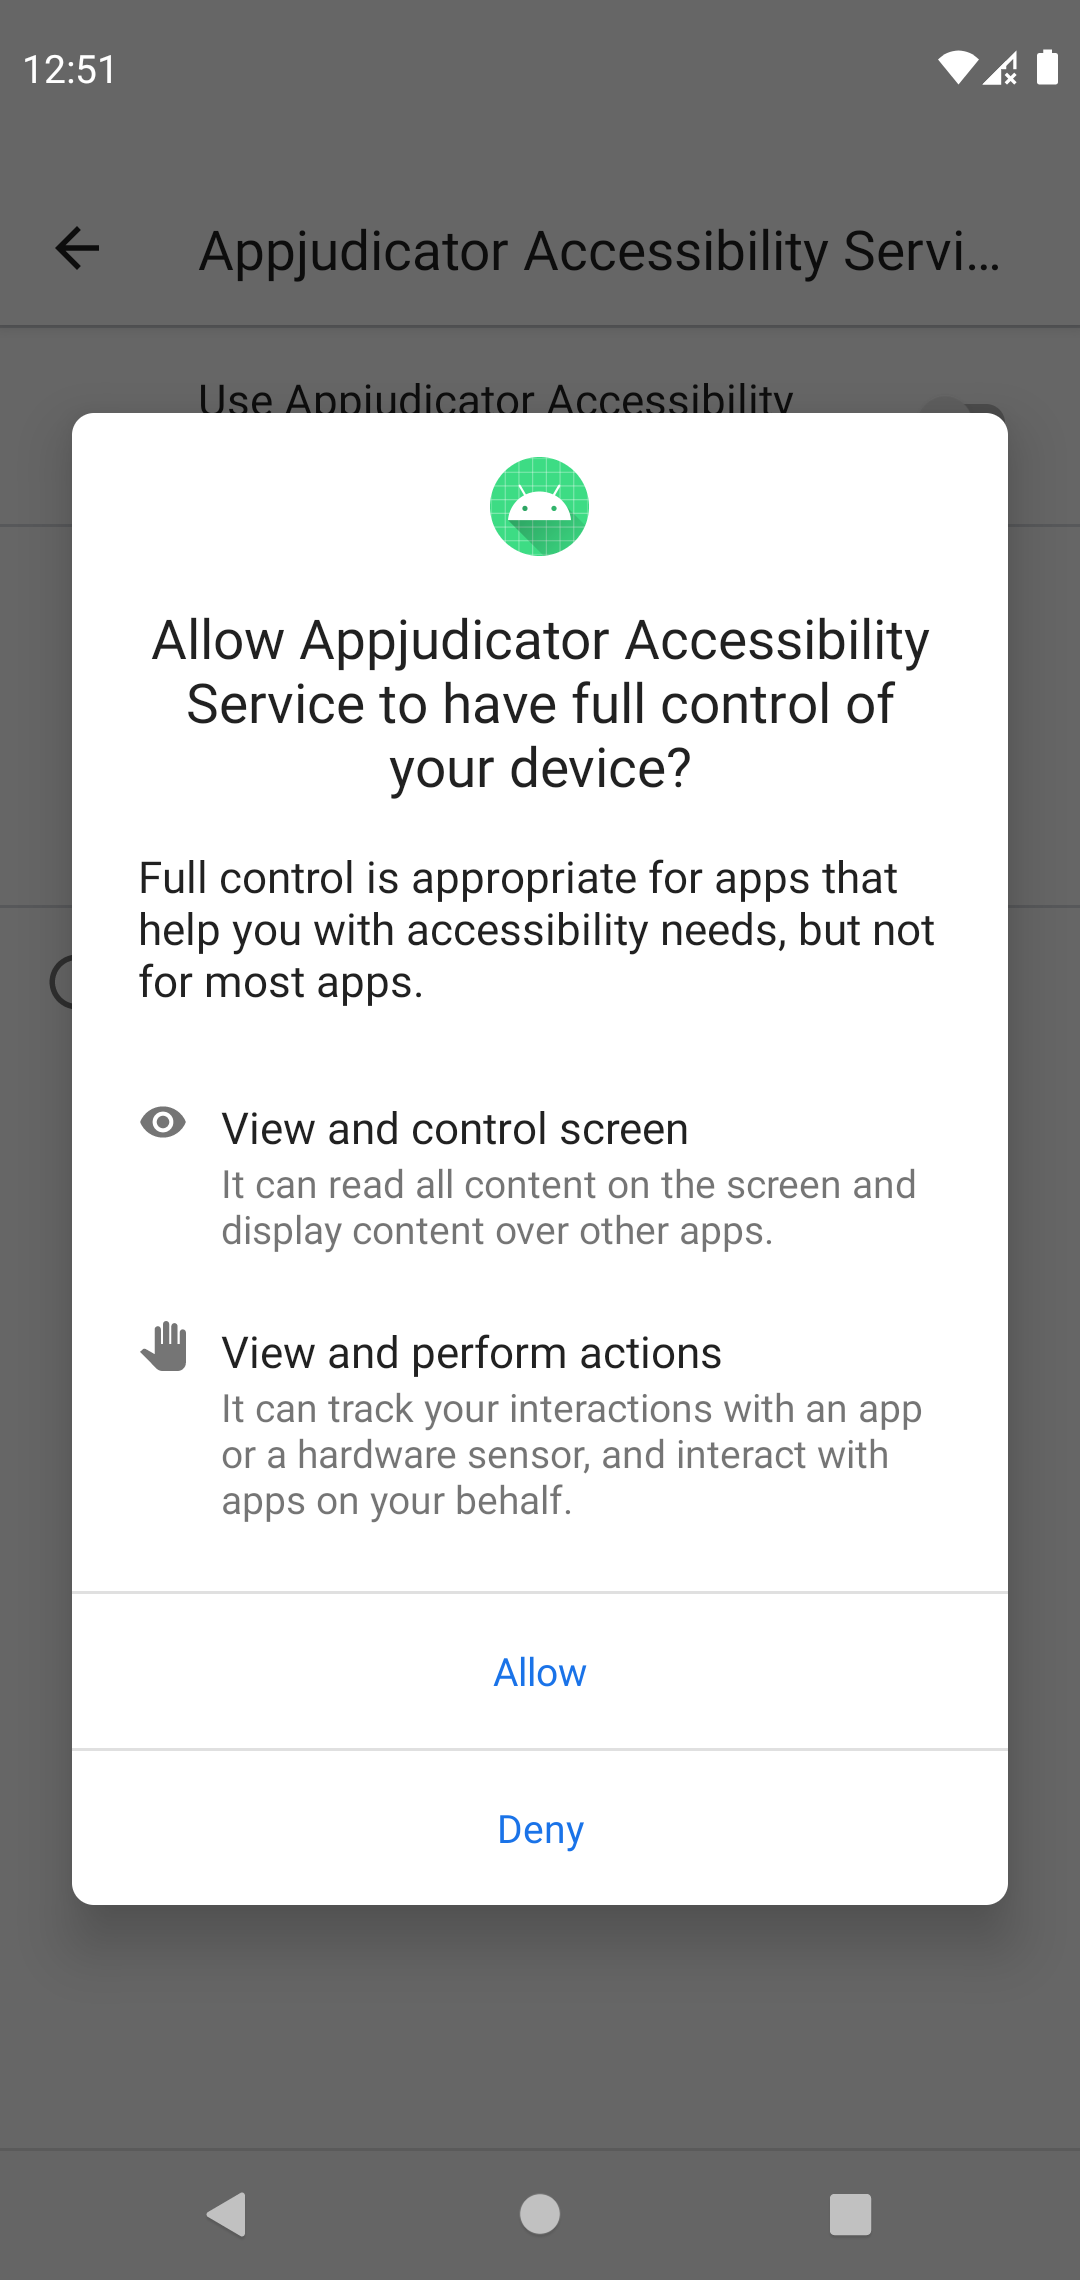 12:51
Appjudicator Accessibility Servi...
Use Appjudicator Accessibility
Allow Appjudicator Accessibility
Service to have full control of
your device?
Full control is appropriate for apps that
help you with accessibility needs, but not
for most apps.
View and control screen
It can read all content on the screen and
display content over other apps.
View and perform actions
It can track your interactions with an app
or a hardware sensor, and interact with
apps on your behalf.
Allow
Deny